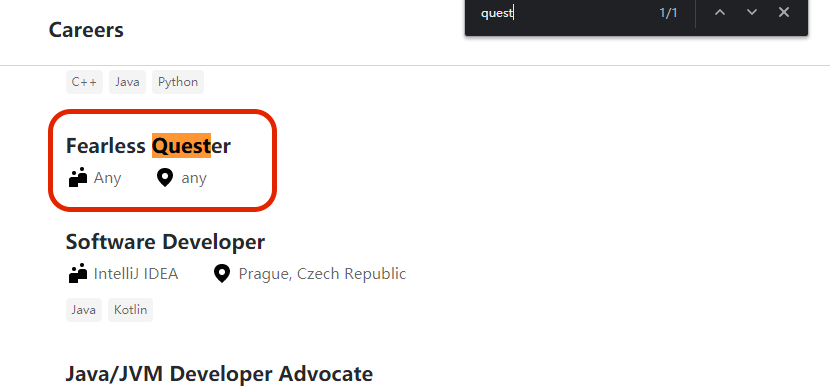 quest 1/1
Careers
C++ Java Python
Fearless Quester
Any any
Software Developer
IntelliJ IDEA Prague, Czech Republic
Java Kotlin
Java/JVM Developer Advocate